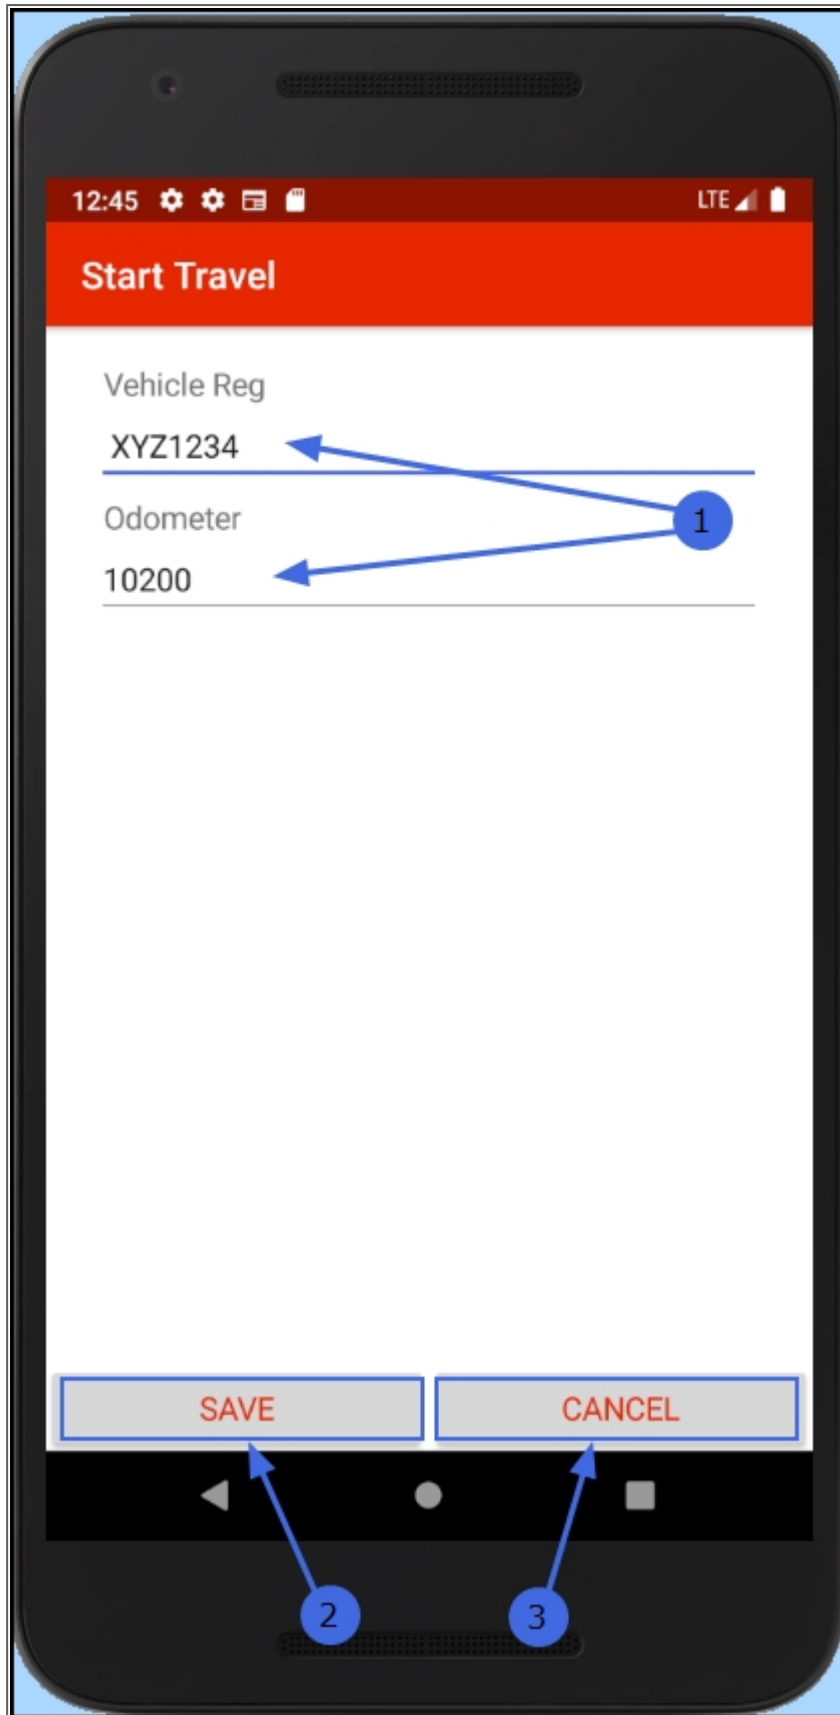 12:45 LTE
Start Travel
Vehicle Reg
XYZ1234
1
Odometer
10200
SAVE CANCEL
2 3